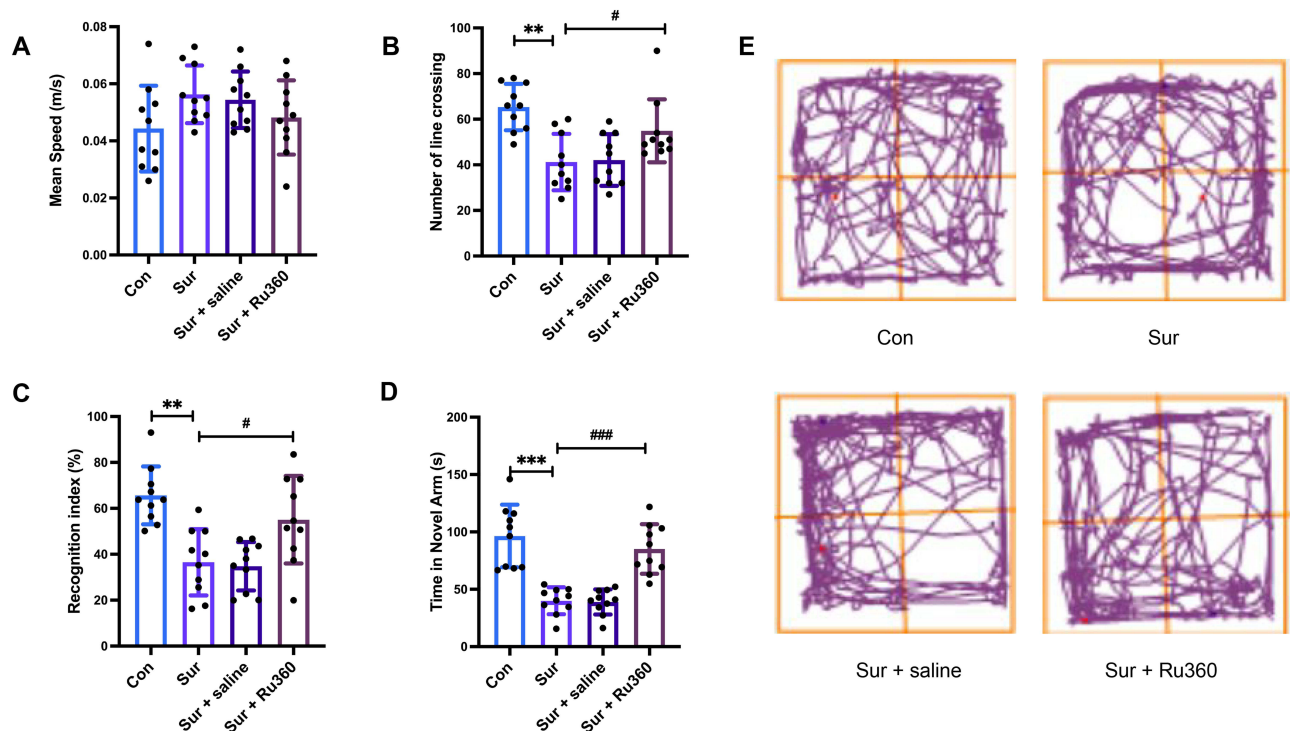 A
Mean Speed (m/s)
0.08
0.06
0.04
0.02
0.00
Con
Sur
Sur + saline
Sur + Ru360
B
Number of line crossing
100
80
60
40
20
0
**
#
Con
Sur
Sur + saline
Sur + Ru360
E
Con
Sur
Sur + saline
Sur + Ru360
C
Recognition index (%)
100
80
60
40
20
0
**
#
Con
Sur
Sur + saline
Sur + Ru360
D
Time in Novel Arm (s)
200
150
100
50
0
***
###
Con
Sur
Sur + saline
Sur + Ru360